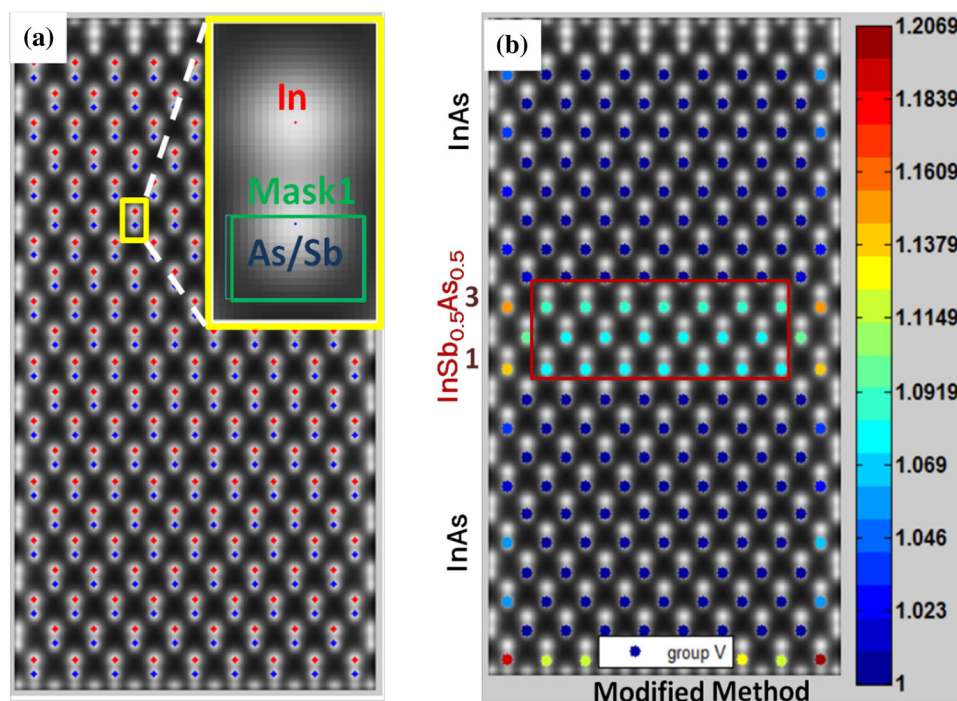 (a)
In
Mask1
As/Sb
(b)
InAs
InSb0.5As0.5
3
1
InAs
group V
Modified Method
1.2069
1.1839
1.1609
1.1379
1.1149
1.0919
1.069
1.046
1.023
1